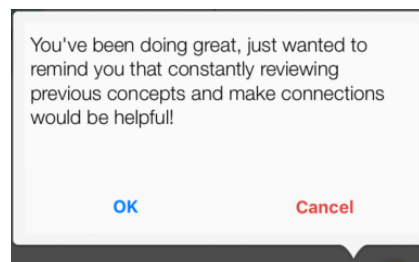 You've been doing great, just wanted to
remind you that constantly reviewing
previous concepts and make connections
would be helpful!
OK Cancel